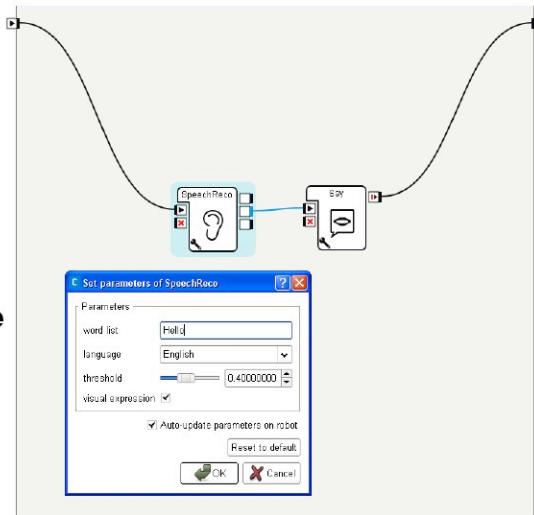 SpeechReco
Say
e
Set parameters of SpeechReco
Parameters
word list Hello
language English
threshold 0.40000000
visual expression
Auto-update parameters on robot
Reset to default
OK Cancel